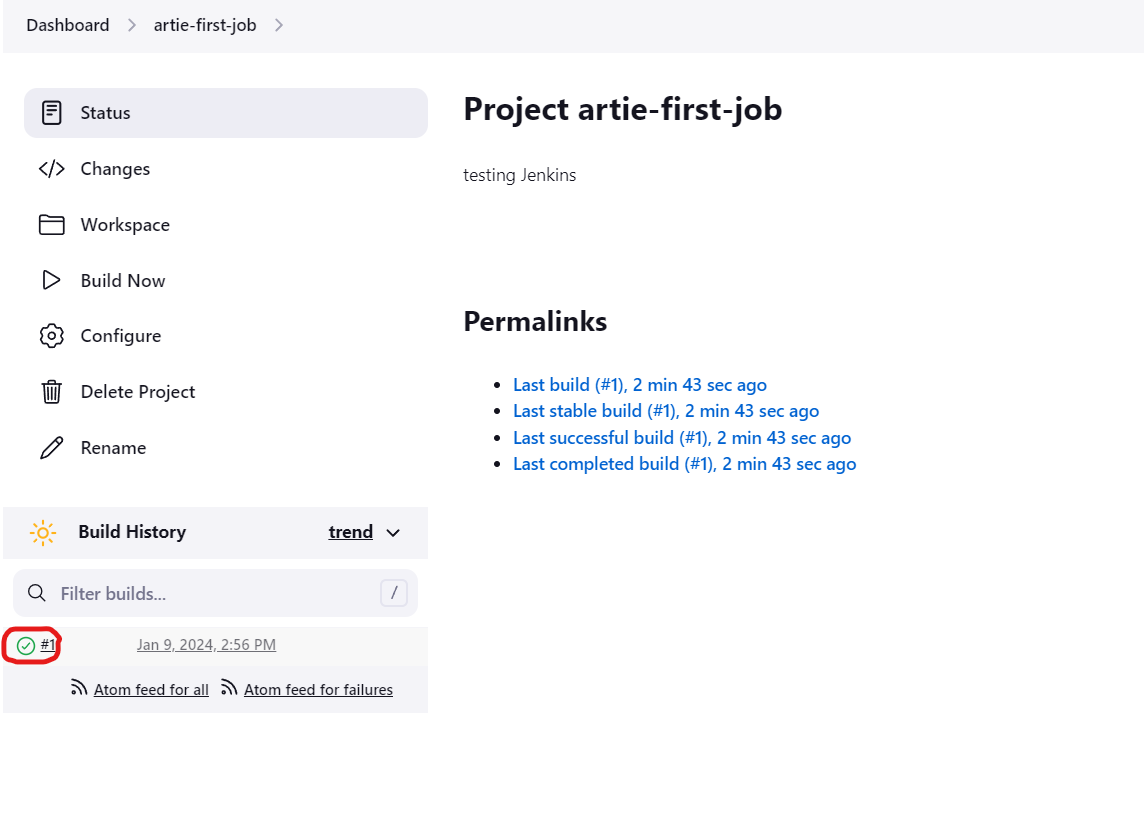 Dashboard > artie-first-job >
Status
Changes
Workspace
Build Now
Configure
Delete Project
Rename
Build History trend
Filter builds... /
#1 Jan 9, 2024, 2:56 PM
Atom feed for all Atom feed for failures
Project artie-first-job
testing Jenkins
Permalinks
• Last build (#1), 2 min 43 sec ago
• Last stable build (#1), 2 min 43 sec ago
• Last successful build (#1), 2 min 43 sec ago
• Last completed build (#1), 2 min 43 sec ago